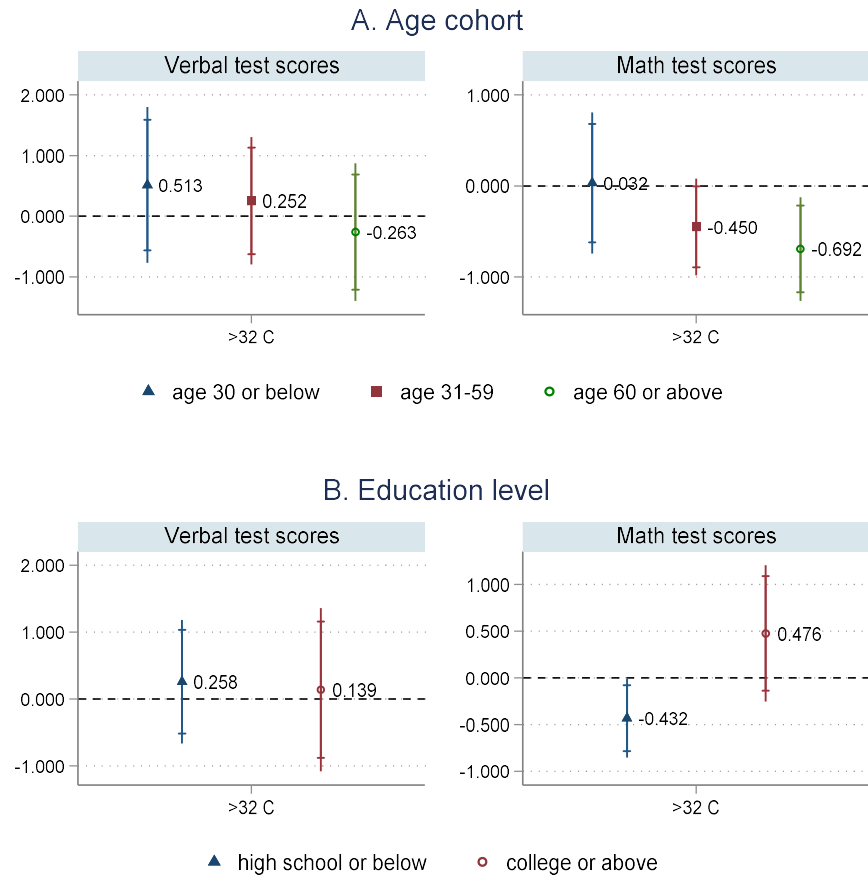 A. Age cohort
Verbal test scores
2.000
1.000
0.000
-1.000
0.513
0.252
-0.263
>32 C
Math test scores
1.000
0.000
-1.000
0.032
-0.450
-0.692
>32 C
age 30 or below
age 31-59
age 60 or above
B. Education level
Verbal test scores
2.000
1.000
0.000
-1.000
0.258
0.139
>32 C
Math test scores
1.000
0.500
0.000
-0.500
-1.000
0.476
-0.432
>32 C
high school or below
college or above